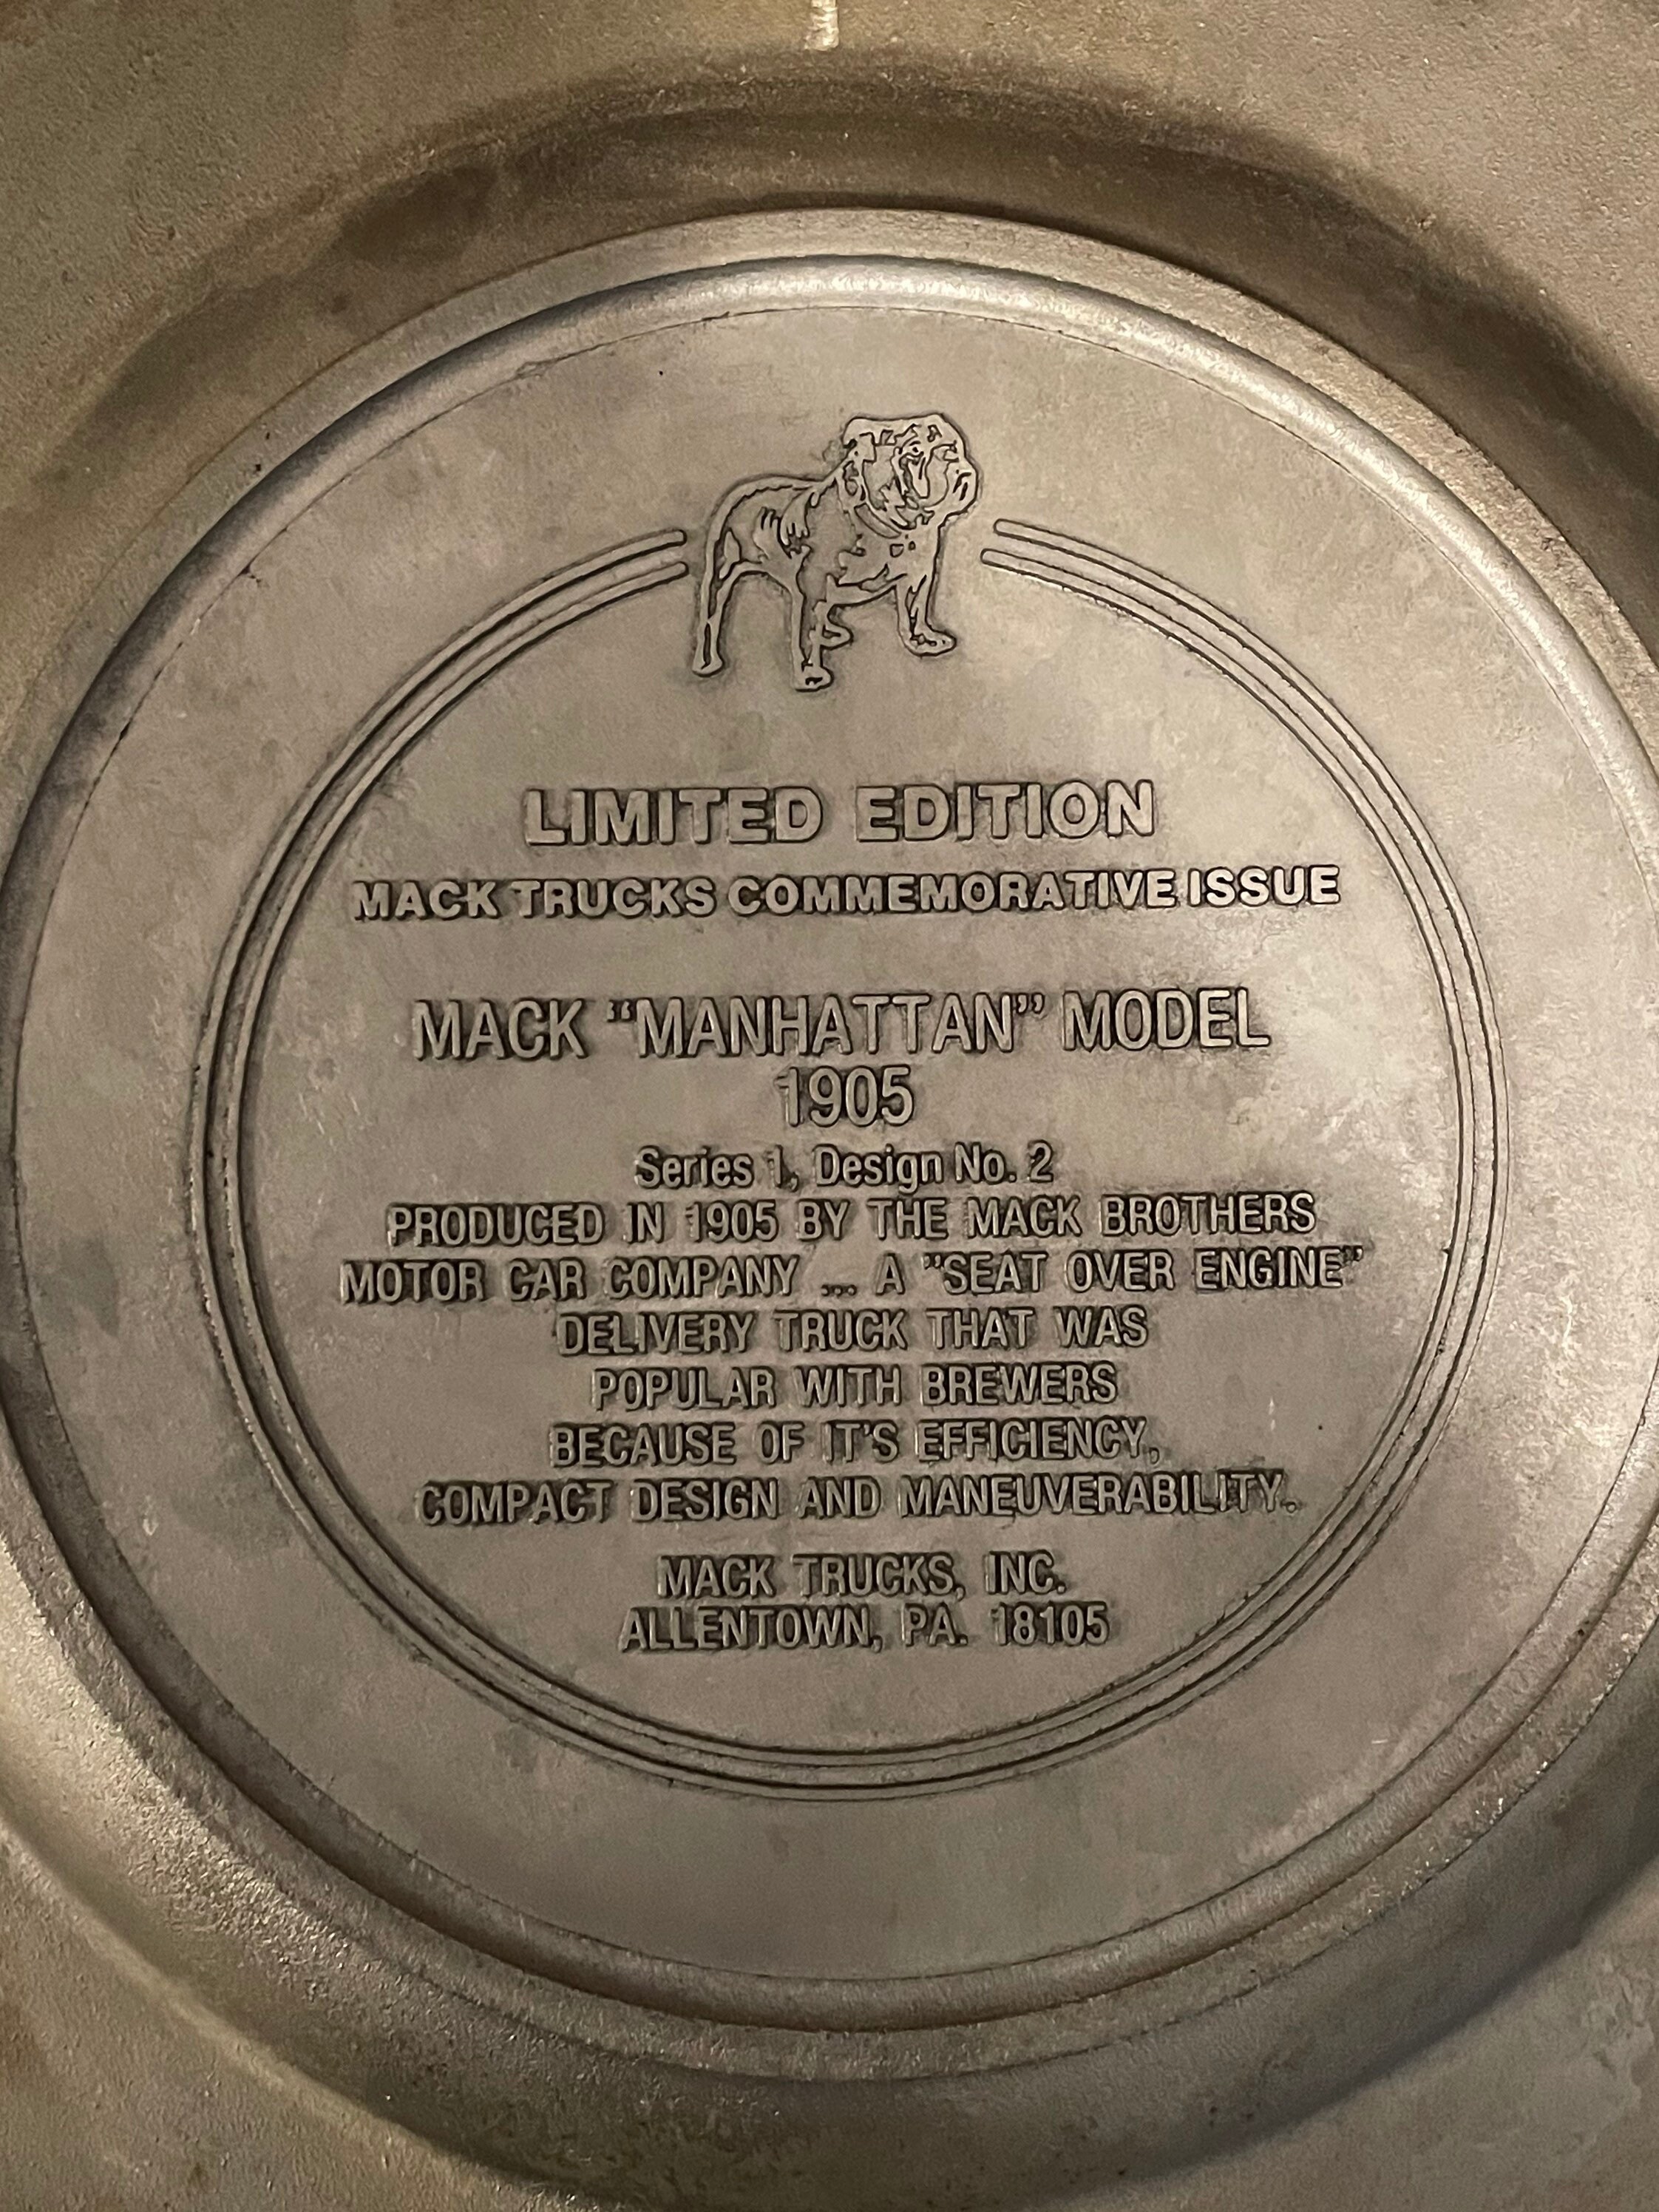 LIMITED EDITION
MACK TRUCKS COMMEMORATIVE ISSUE
MACK "MANHATTAN" MODEL
1905
Series 1, Design No. 2
PRODUCED IN 1905 BY THE MACK BROTHERS
MOTOR CAR COMPANY ... A "SEAT OVER ENGINE"
DELIVERY TRUCK THAT WAS
POPULAR WITH BREWERS
BECAUSE OF IT'S EFFICIENCY,
COMPACT DESIGN AND MANEUVERABILITY.
MACK TRUCKS, INC.
ALLENTOWN, PA. 18105